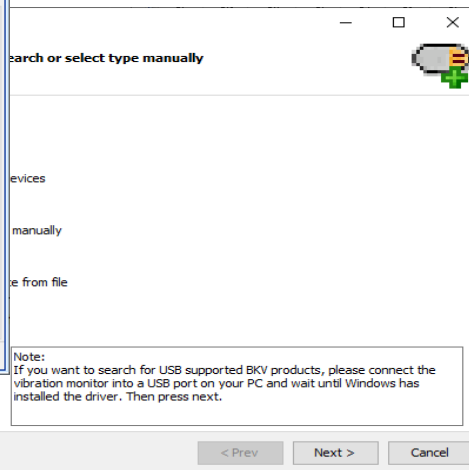 earch or select type manually
evices
manually
e from file
Note:
If you want to search for USB supported BKV products, please connect the
vibration monitor into a USB port on your PC and wait until Windows has
installed the driver. Then press next.
< Prev
Next >
Cancel